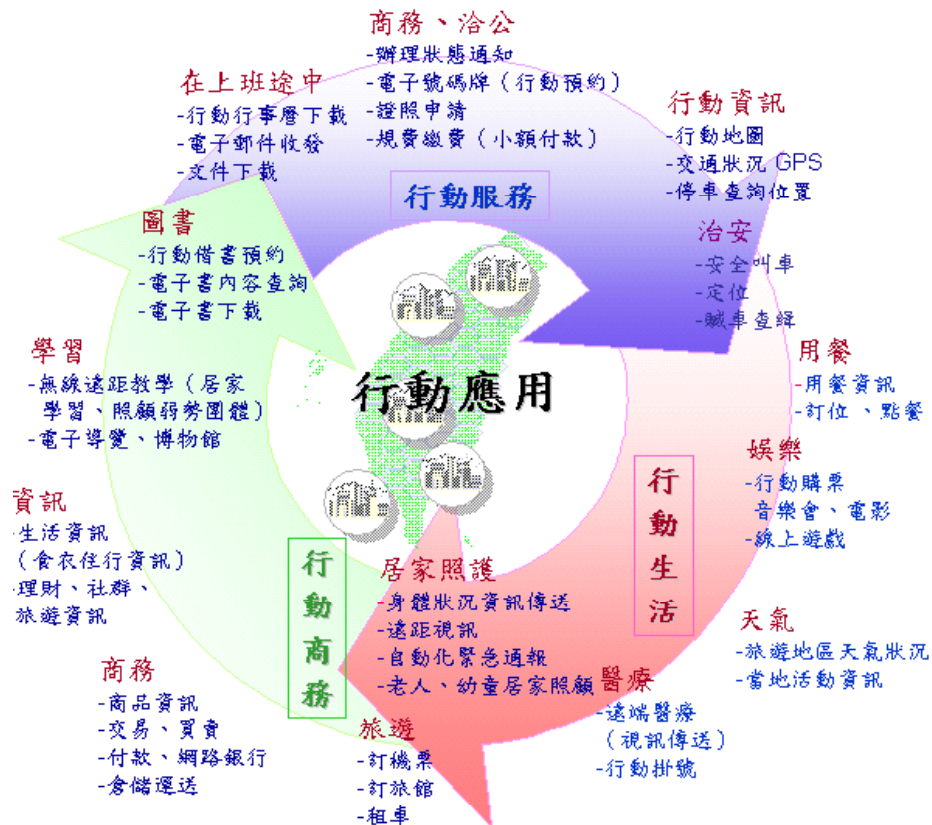 商務、洽公
-辦理狀態通知
-電子號碼牌（行動預約）
-證照申請
-規費繳費（小額付款）
在上班途中
-行動行事曆下載
-電子郵件收發
-文件下載
行動資訊
-行動地圖
-交通狀況 GPS
-停車查詢位置
行動服務
圖書
-行動借書預約
-電子書內容查詢
-電子書下載
治安
-安全叫車
-定位
-贓車查緝
學習
-無線遠距教學（居家
學習、照顧弱勢團體）
-電子導覽、博物館
行動應用
用餐
-用餐資訊
-訂位、點餐
娛樂
-行動購票
音樂會、電影
-線上遊戲
行動生活
資訊
-生活資訊
（食衣住行資訊）
-理財、社群、
旅遊資訊
行動商務
居家照護
-身體狀況資訊傳送
-遠距視訊
-自動化緊急通報
-老人、幼童居家照顧
天氣
-旅遊地區天氣狀況
-當地活動資訊
商務
-商品資訊
-交易、買賣
-付款、網路銀行
-倉儲運送
旅遊
-訂機票
-訂旅館
-租車
醫療
-遠端醫療
（視訊傳送）
-行動掛號